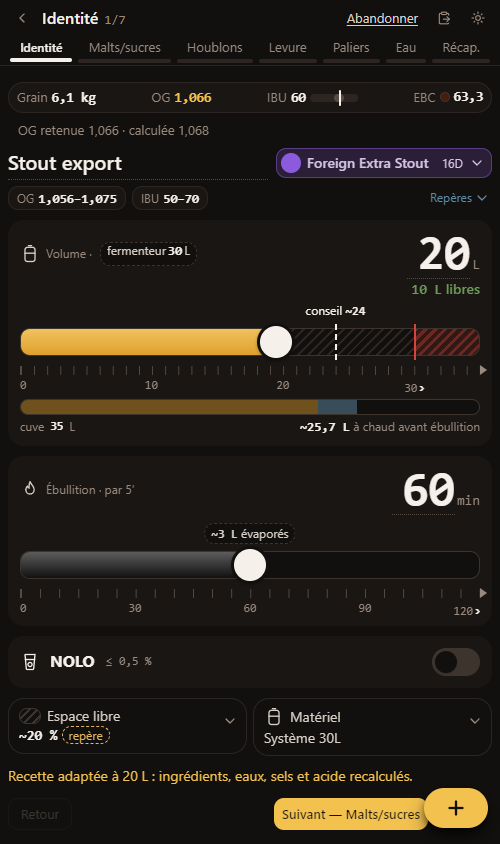 Identité 1/7 Abandonner
Identité Malts/sucres Houblons Levure Paliers Eau Récap.
Grain 6,1 kg OG 1,066 IBU 60 EBC 63,3
OG retenue 1,066 · calculée 1,068
Stout export Foreign Extra Stout 16D
OG 1,056–1,075 IBU 50–70 Repères
Volume · fermenteur 30 L 20 L
10 L libres
conseil ~24
0 10 20 30
cuve 35 L ~25,7 L à chaud avant ébullition
Ébullition · par 5′ 60 min
~3 L évaporés
0 30 60 90 120
NOLO ≤ 0,5 %
Espace libre
~20 % repère
Matériel
Système 30L
Recette adaptée à 20 L : ingrédients, eaux, sels et acide recalculés.
Retour Suivant — Malts/sucres +